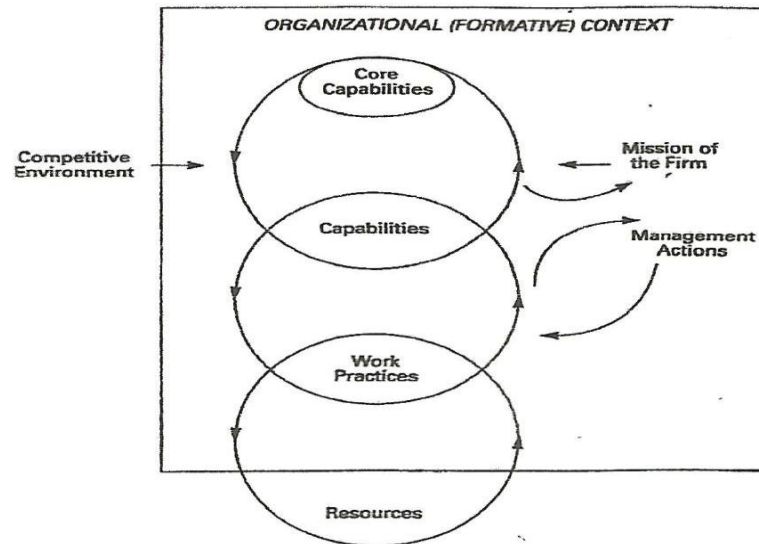 ORGANIZATIONAL (FORMATIVE) CONTEXT
Core
Capabilities
Competitive
Environment
Mission of
the Firm
Capabilities
Management
Actions
Work
Practices
Resources